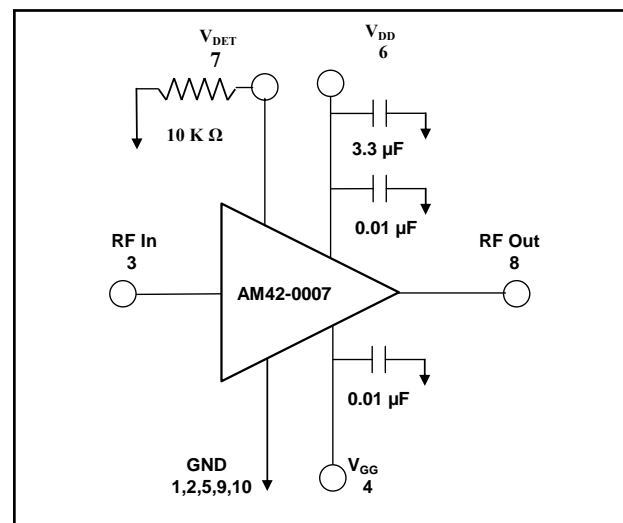 V_DET
7
V_DD
6
10 K Ω
3.3 µF
0.01 µF
RF In
3
RF Out
8
AM42-0007
0.01 µF
GND
1,2,5,9,10
V_GG
4